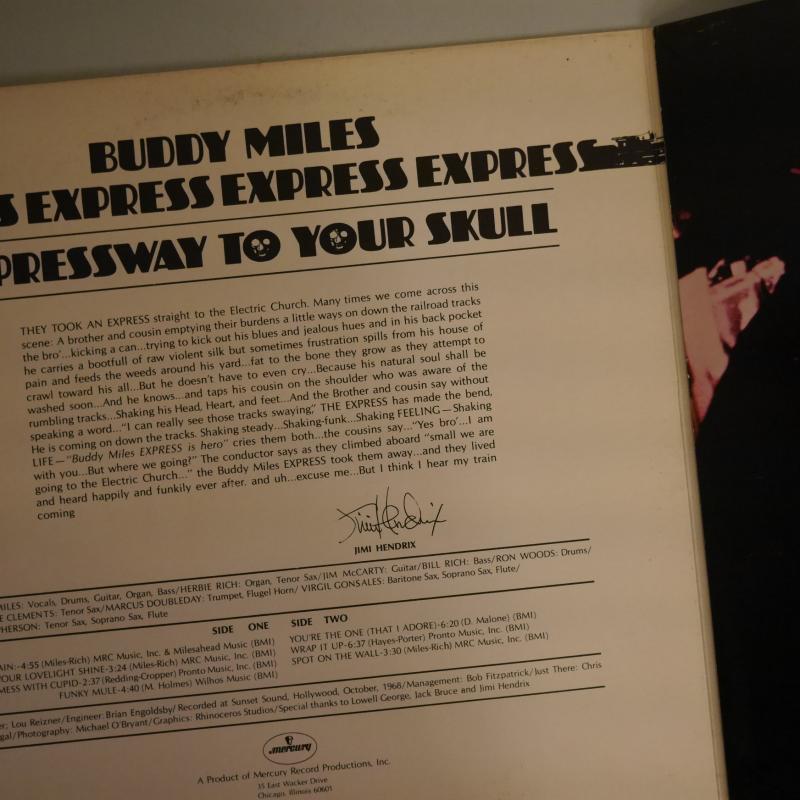 BUDDY MILES
S EXPRESS EXPRESS EXPRESS
PRESSWAY TO YOUR SKULL
THEY TOOK AN EXPRESS straight to the Electric Church. Many times we come across this
scene: A brother and cousin emptying their burdens a little ways on down the railroad tracks
the bro'...kicking a can...trying to kick out his blues and jealous hues and in his back pocket
he carries a bootfull of raw violent silk but sometimes frustration spills from his house of
pain and feeds the weeds around his yard...fat to the bone they grow as they attempt to
crawl toward his all...But he doesn't have to even cry...Because his natural soul shall be
washed soon...And he knows...and taps his cousin on the shoulder who was aware of the
rumbling tracks...Shaking his Head, Heart, and feet...And the Brother and cousin say without
speaking a word..."I can really see those tracks swaying," THE EXPRESS has made the bend,
He is coming on down the tracks. Shaking steady...Shaking-funk...Shaking FEELING—Shaking
LIFE—"Buddy Miles EXPRESS is hero" cries them both...the cousins say..."Yes bro'...I am
with you...But where we going?" The conductor says as they climbed aboard "small we are
going to the Electric Church..." the Buddy Miles EXPRESS took them away...and they lived
and heard happily and funkily ever after. and uh...excuse me...But I think I hear my train
coming
Jimi Hendrix
JIMI HENDRIX
MILES: Vocals, Drums, Guitar, Organ, Bass/HERBIE RICH: Organ, Tenor Sax/JIM McCARTY: Guitar/BILL RICH: Bass/RON WOODS: Drums/
E CLEMENTS: Tenor Sax/MARCUS DOUBLEDAY: Trumpet, Flugel Horn/ VIRGIL GONSALES: Baritone Sax, Soprano Sax, Flute/
HERSON: Tenor Sax, Soprano Sax, Flute
SIDE ONE
AIN:-4:55 (Miles-Rich) MRC Music, Inc. & Milesahead Music (BMI)
YOUR LOVELIGHT SHINE-3:24 (Miles-Rich) MRC Music, Inc. (BMI)
MESS WITH CUPID-2:37 (Redding-Cropper) Pronto Music, Inc. (BMI)
FUNKY MULE-4:40 (M. Holmes) Wilhos Music (BMI)
SIDE TWO
YOU'RE THE ONE (THAT I ADORE)-6:20 (D. Malone) (BMI)
WRAP IT UP-6:37 (Hayes-Porter) Pronto Music, Inc. (BMI)
SPOT ON THE WALL-3:30 (Miles-Rich) MRC Music, Inc. (BMI)
er: Lou Reizner/Engineer: Brian Engoldsby/Recorded at Sunset Sound, Hollywood, October, 1968/Management: Bob Fitzpatrick/Just There: Chris
gal/Photography: Michael O'Bryant/Graphics: Rhinoceros Studios/Special thanks to Lowell George, Jack Bruce and Jimi Hendrix
mercury
A Product of Mercury Record Productions, Inc.
35 East Wacker Drive
Chicago, Illinois 60601